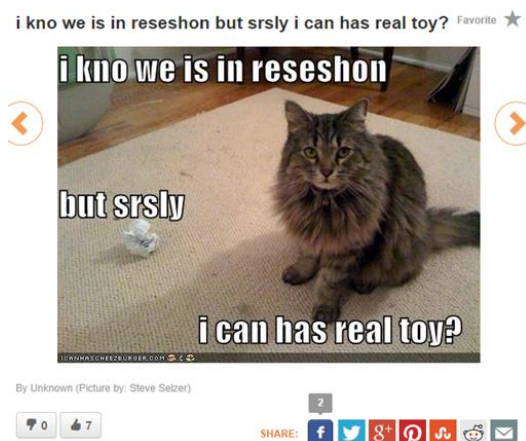 i kno we is in reseshon but srsly i can has real toy?
Favorite
i kno we is in reseshon
but srsly
i can has real toy?
ICANHASCHEEZBURGER.COM
By Unknown (Picture by: Steve Selzer)
2
0
7
SHARE: